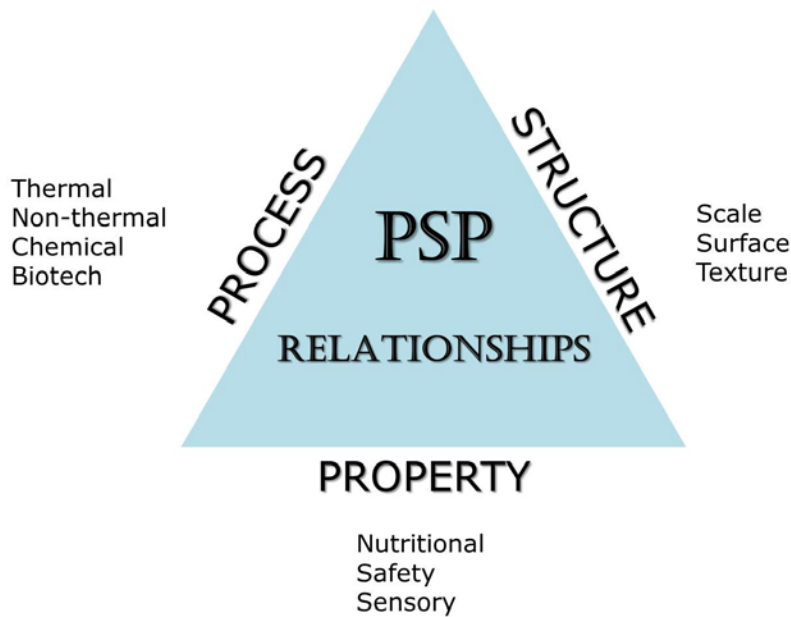 PSP
RELATIONSHIPS
PROCESS
Thermal
Non-thermal
Chemical
Biotech
STRUCTURE
Scale
Surface
Texture
PROPERTY
Nutritional
Safety
Sensory